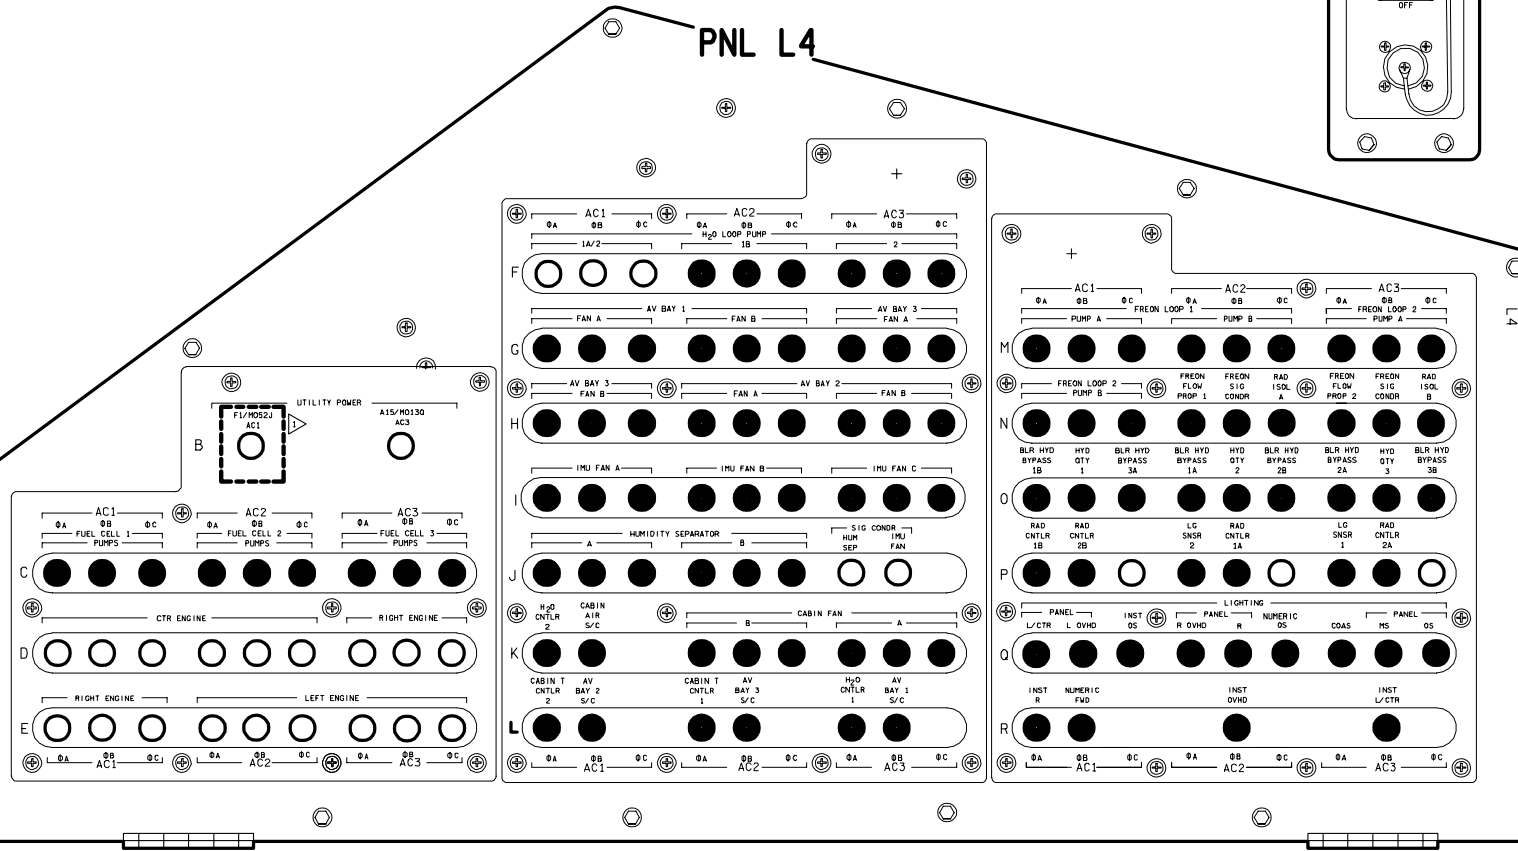 OFF
PNL L4
L4
UTILITY POWER
F1/MO52J A15/MO13Q
AC1 AC3
1
B
AC1 AC2 AC3
ΦA ΦB ΦC ΦA ΦB ΦC ΦA ΦB ΦC
FUEL CELL 1 FUEL CELL 2 FUEL CELL 3
PUMPS PUMPS PUMPS
C
CTR ENGINE RIGHT ENGINE
D
RIGHT ENGINE LEFT ENGINE
E
ΦA ΦB ΦC ΦA ΦB ΦC ΦA ΦB ΦC
AC1 AC2 AC3
AC1 AC2 AC3
ΦA ΦB ΦC ΦA ΦB ΦC ΦA ΦB ΦC
H2O LOOP PUMP
1A/2 1B 2
F
AV BAY 1 AV BAY 3
FAN A FAN B FAN A
G
AV BAY 3 AV BAY 2
FAN B FAN A FAN B
H
IMU FAN A IMU FAN B IMU FAN C
I
HUMIDITY SEPARATOR SIG CONDR
A B HUM IMU
SEP FAN
J
H2O CABIN CABIN FAN
CNTLR AIR B A
2 S/C
K
CABIN T AV CABIN T AV H2O AV
CNTLR BAY 2 CNTLR BAY 3 CNTLR BAY 1
2 S/C 1 S/C 1 S/C
L
ΦA ΦB ΦC ΦA ΦB ΦC ΦA ΦB ΦC
AC1 AC2 AC3
AC1 AC2 AC3
ΦA ΦB ΦC ΦA ΦB ΦC ΦA ΦB ΦC
FREON LOOP 1 FREON LOOP 2
PUMP A PUMP B PUMP A
M
FREON LOOP 2 FREON FREON RAD FREON FREON RAD
PUMP B FLOW SIG ISOL FLOW SIG ISOL
PROP 1 CONDR A PROP 2 CONDR B
N
BLR HYD HYD BLR HYD BLR HYD HYD BLR HYD BLR HYD HYD BLR HYD
BYPASS QTY BYPASS BYPASS QTY BYPASS BYPASS QTY BYPASS
1B 1 3A 1A 2 2B 2A 3 3B
O
RAD RAD LG RAD LG RAD
CNTLR CNTLR SNSR CNTLR SNSR CNTLR
1B 2B 2 1A 1 2A
P
LIGHTING
PANEL INST PANEL NUMERIC PANEL
L/CTR L OVHD OS R OVHD R OS COAS MS OS
Q
INST NUMERIC INST INST
R FWD OVHD L/CTR
R
ΦA ΦB ΦC ΦA ΦB ΦC ΦA ΦB ΦC
AC1 AC2 AC3